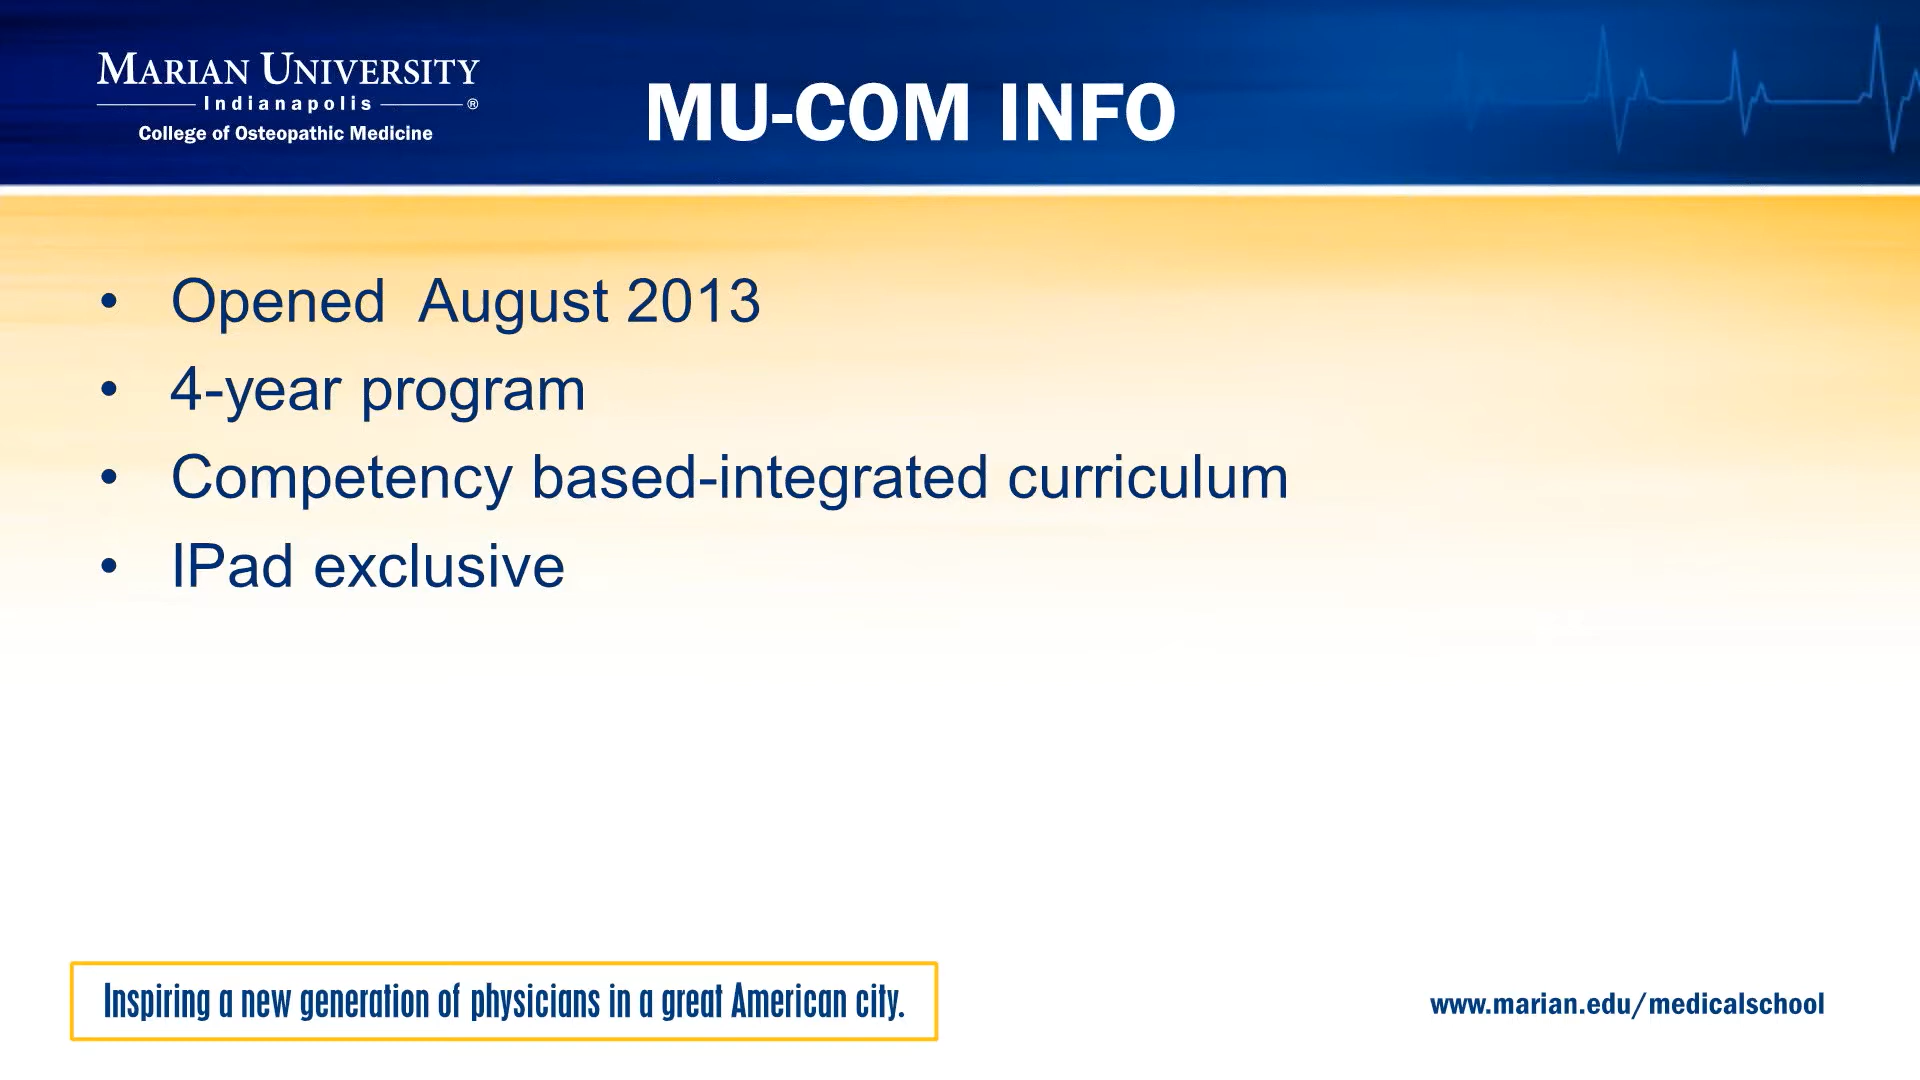 MARIAN UNIVERSITY
Indianapolis ®
College of Osteopathic Medicine
MU-COM INFO
• Opened  August 2013
• 4-year program
• Competency based-integrated curriculum
• IPad exclusive
Inspiring a new generation of physicians in a great American city.
www.marian.edu/medicalschool